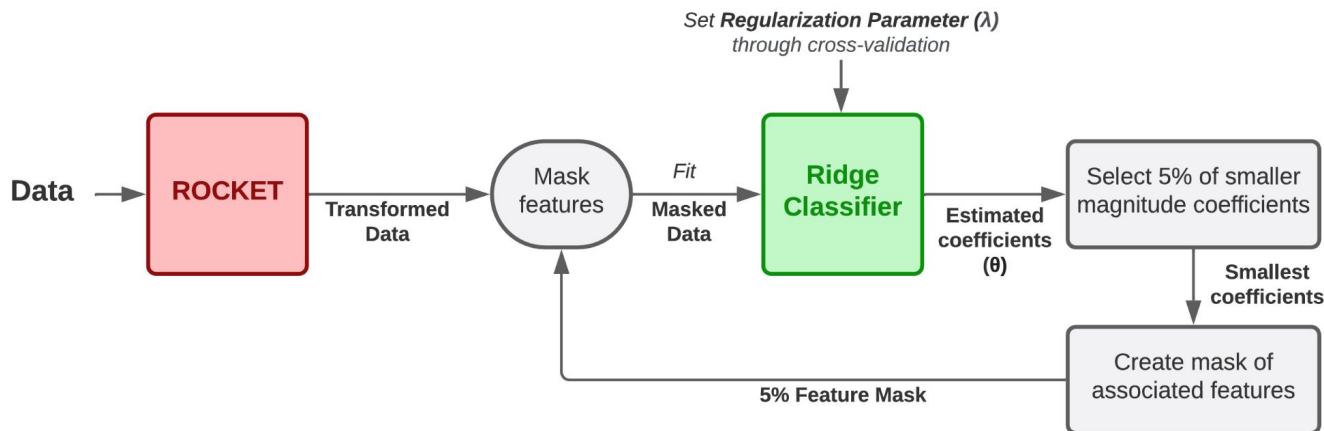 Set Regularization Parameter (λ)
through cross-validation
Data
ROCKET
Transformed
Data
Mask
features
Fit
Masked
Data
Ridge
Classifier
Estimated
coefficients
(θ)
Select 5% of smaller
magnitude coefficients
Smallest
coefficients
Create mask of
associated features
5% Feature Mask